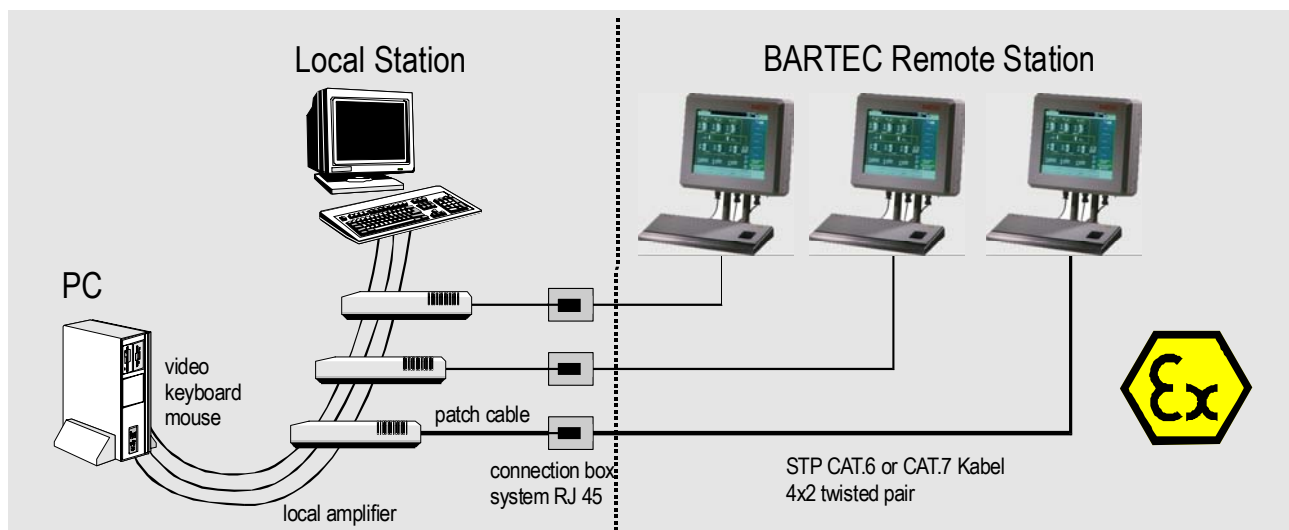 Local Station
BARTEC Remote Station
PC
video
keyboard
mouse
patch cable
connection box
system RJ 45
local amplifier
STP CAT.6 or CAT.7 Kabel
4x2 twisted pair
Ex